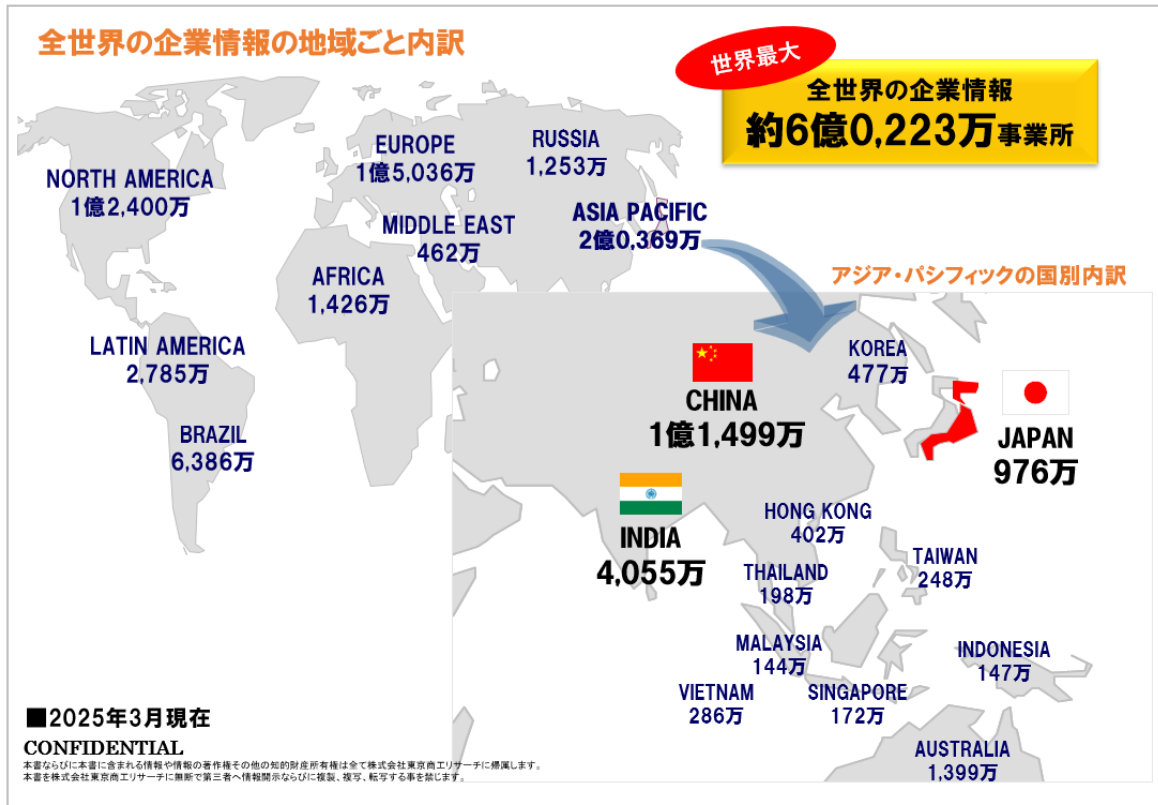 全世界の企業情報の地域ごと内訳
世界最大
全世界の企業情報
約6億0,223万事業所
NORTH AMERICA
1億2,400万
EUROPE
1億5,036万
RUSSIA
1,253万
MIDDLE EAST
462万
ASIA PACIFIC
2億0,369万
AFRICA
1,426万
LATIN AMERICA
2,785万
BRAZIL
6,386万
アジア・パシフィックの国別内訳
CHINA
1億1,499万
KOREA
477万
JAPAN
976万
INDIA
4,055万
HONG KONG
402万
TAIWAN
248万
THAILAND
198万
MALAYSIA
144万
INDONESIA
147万
VIETNAM
286万
SINGAPORE
172万
AUSTRALIA
1,399万
■2025年3月現在
CONFIDENTIAL
本書ならびに本書に含まれる情報や情報の著作権その他の知的財産所有権は全て株式会社東京商工リサーチに帰属します。
本書を株式会社東京商工リサーチに無断で第三者へ情報開示ならびに複製、複写、転写する事を禁じます。